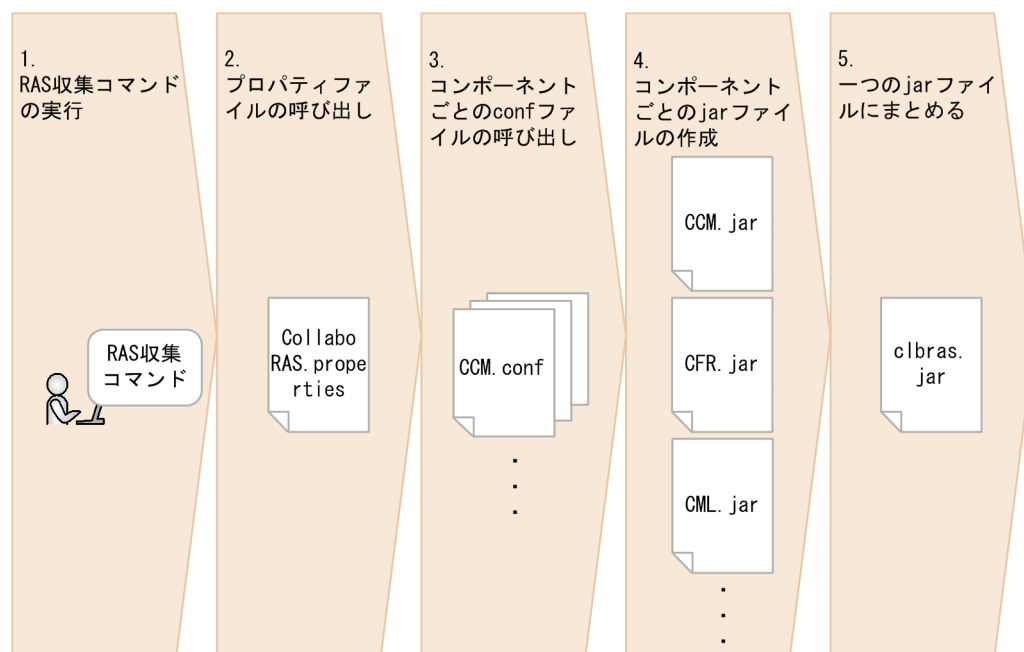 1.
RAS収集コマンド
の実行
RAS収集
コマンド
2.
プロパティファ
イルの呼び出し
Collabo
RAS.prope
rties
3.
コンポーネント
ごとのconfファ
イルの呼び出し
CCM.conf
・
・
・
4.
コンポーネント
ごとのjarファイ
ルの作成
CCM.jar
CFR.jar
CML.jar
・
・
・
5.
一つのjarファイ
ルにまとめる
clbras.
jar